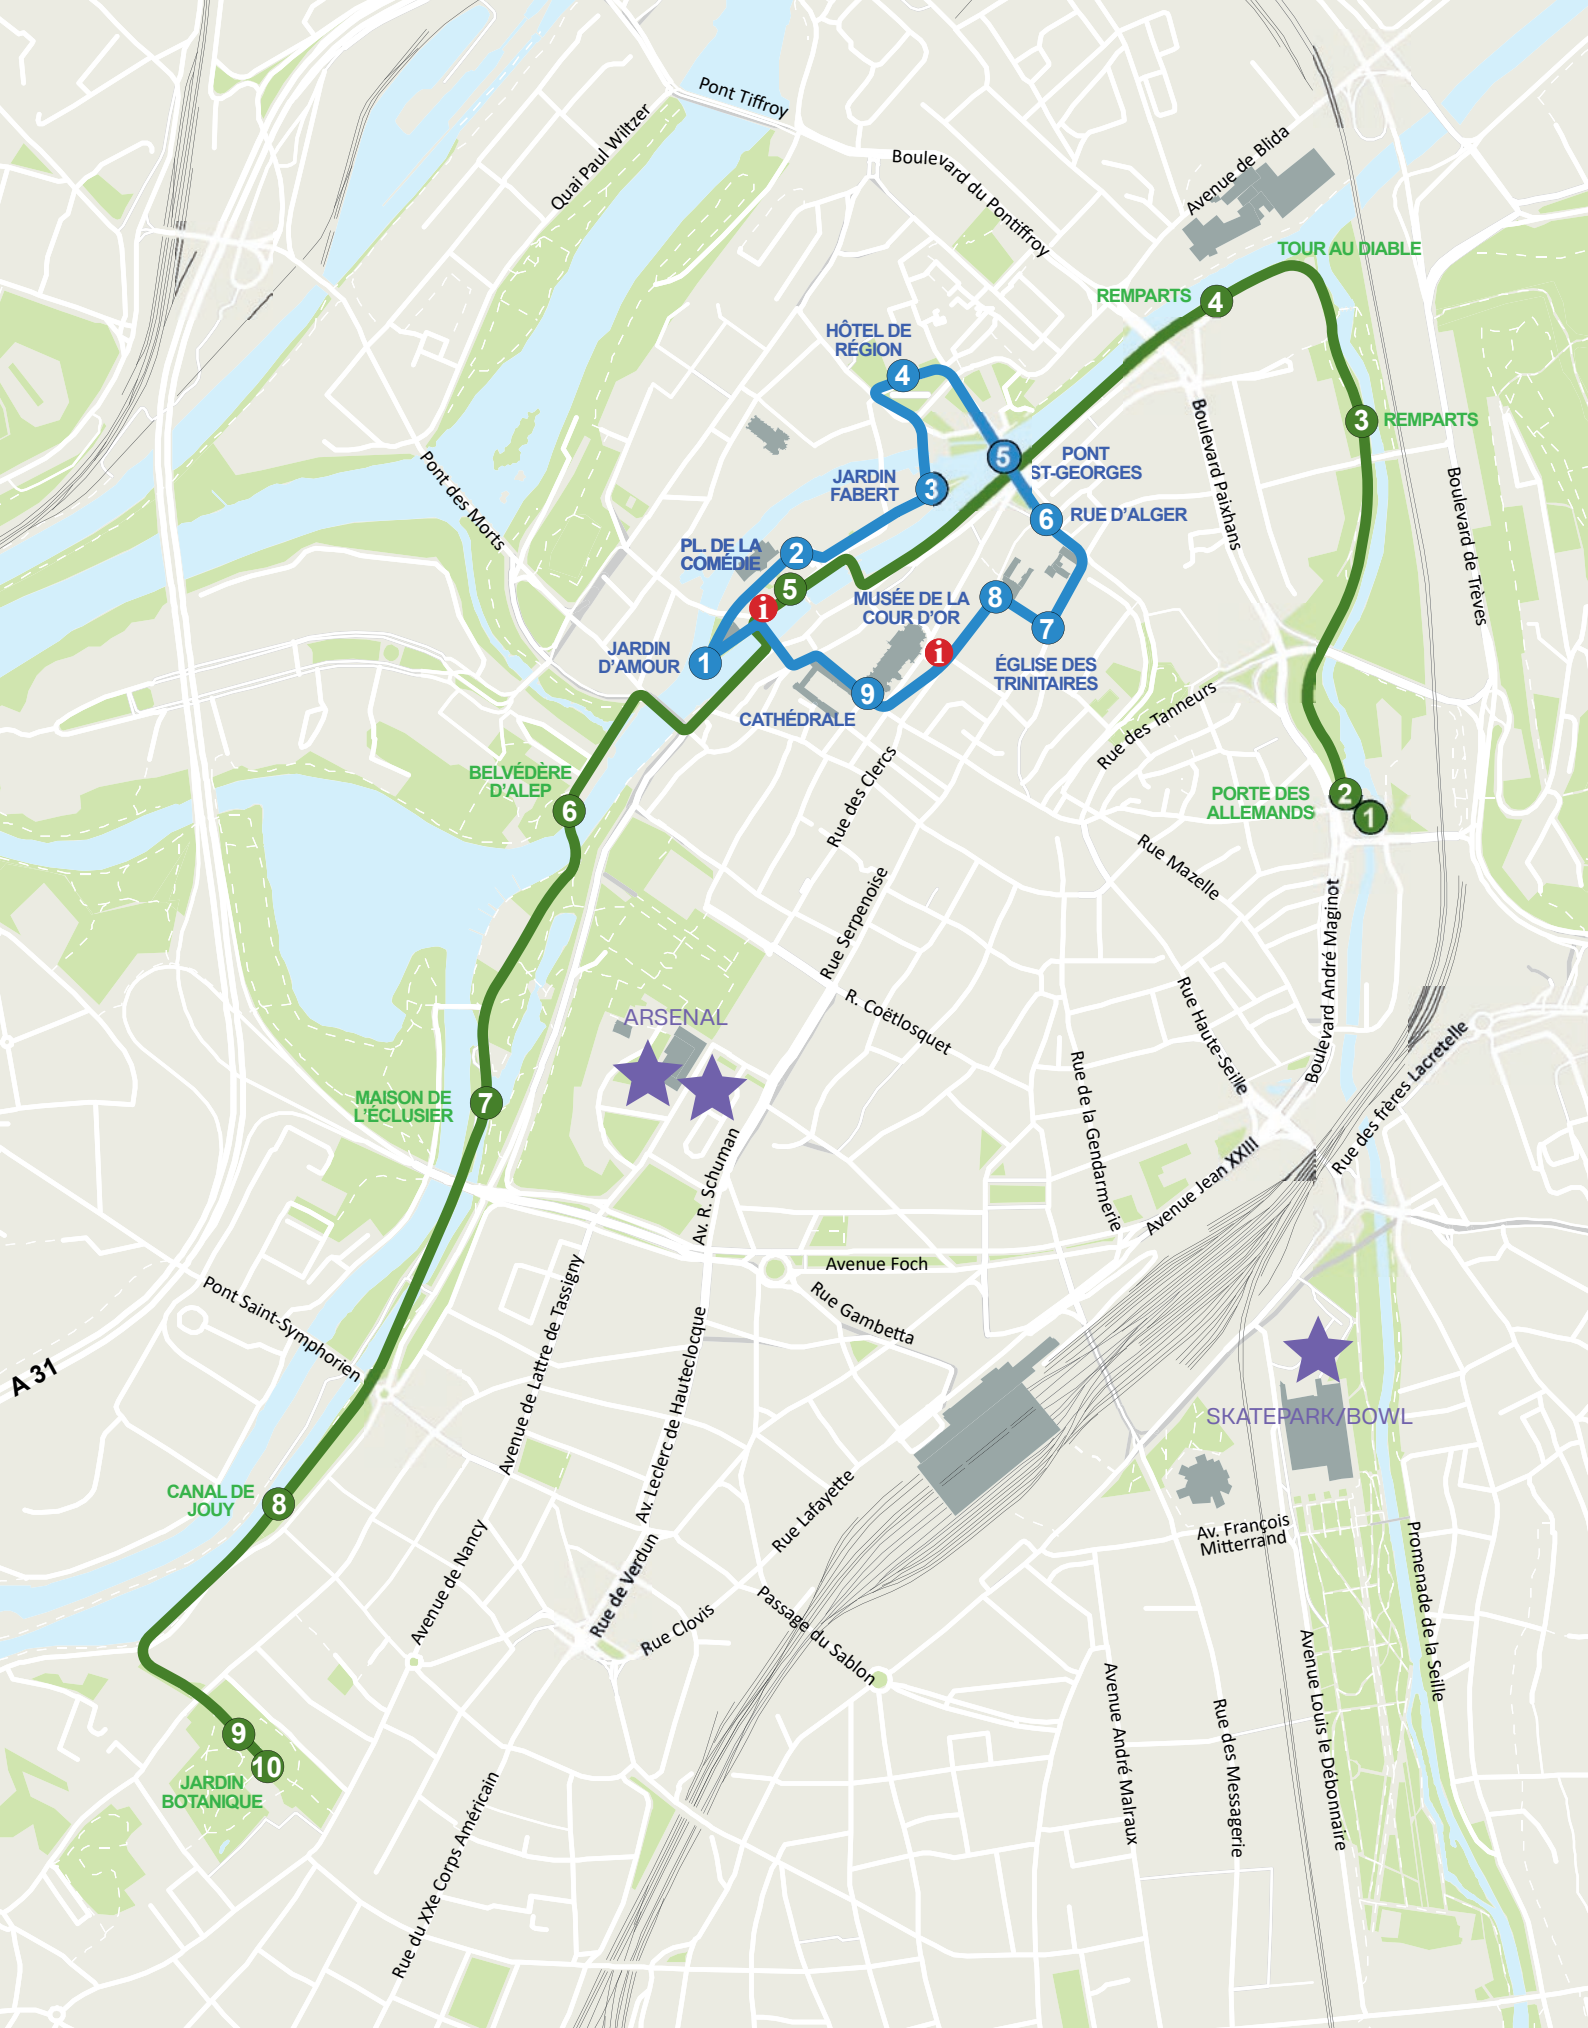 Pont Tiffroy
Quai Paul Wiltzer
Boulevard du Pontiffroy
Avenue de Blida
TOUR AU DIABLE
REMPARTS
4
HÔTEL DE
RÉGION
4
3
REMPARTS
Boulevard Paixhans
Boulevard de Trèves
Pont des Morts
5
PONT
ST-GEORGES
JARDIN
FABERT
3
6
RUE D'ALGER
PL. DE LA
COMÉDIE
2
5
i
MUSÉE DE LA
COUR D'OR
8
7
i
ÉGLISE DES
TRINITAIRES
JARDIN
D'AMOUR
1
9
CATHÉDRALE
Rue des Tanneurs
BELVÉDÈRE
D'ALEP
6
Rue des Clercs
PORTE DES
ALLEMANDS
2
1
Rue Mazelle
Rue Serpenoise
Boulevard André Maginot
R. Coëtlosquet
Rue Haute-Seille
ARSENAL
Rue de la Gendarmerie
Rue des frères Lacretelle
MAISON DE
L'ÉCLUSIER
7
Av. R. Schuman
Avenue Jean XXIII
Avenue Foch
Rue Gambetta
Pont Saint-Symphorien
Avenue de Lattre de Tassigny
Av. Leclerc de Hauteclocque
A 31
SKATEPARK/BOWL
CANAL DE
JOUY
8
Rue Lafayette
Av. François
Mitterrand
Avenue de Nancy
Rue de Verdun
Rue Clovis
Passage du Sablon
Promenade de la Seille
Avenue André Malraux
Rue des Messagerie
Avenue Louis le Débonnaire
9
10
JARDIN
BOTANIQUE
Rue du XXe Corps Américain